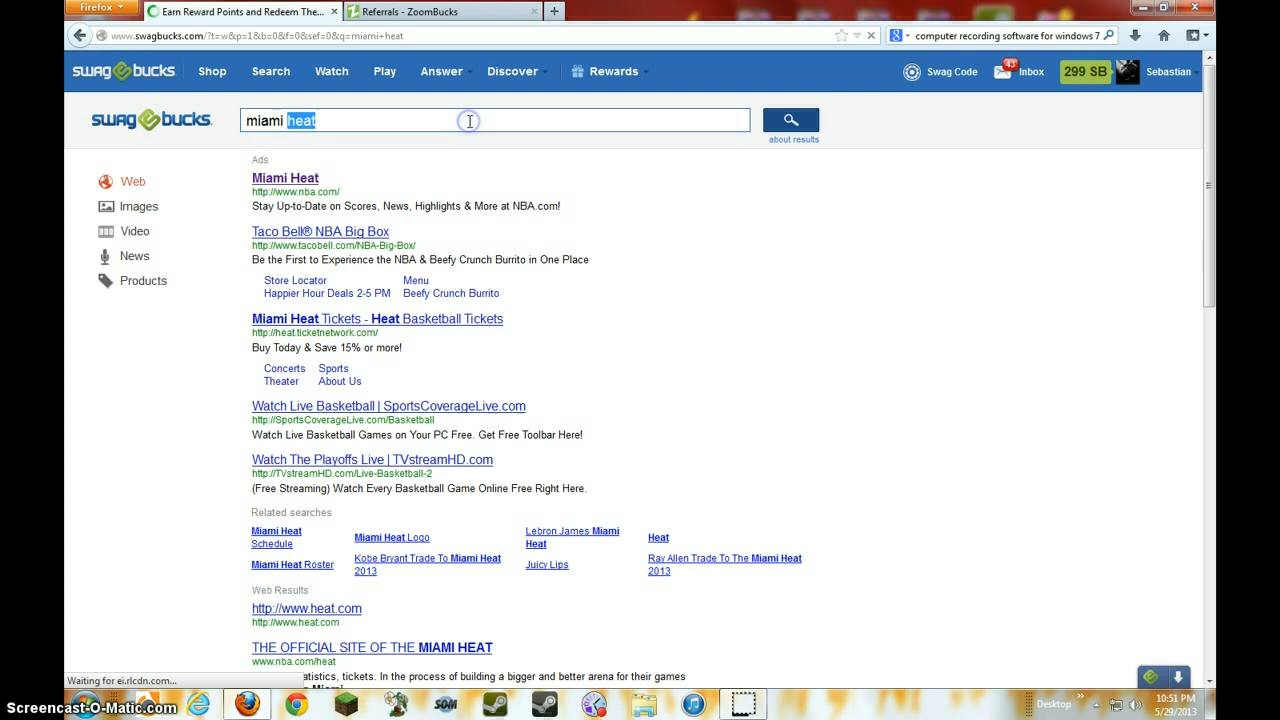 Firefox
Earn Reward Points and Redeem The...
Referrals - ZoomBucks
www.swagbucks.com/?t=w&p=1&b=0&f=0&sef=0&q=miami+heat
computer recording software for windows 7
swagbucks
Shop
Search
Watch
Play
Answer
Discover
Rewards
Swag Code
43
Inbox
299 SB
Sebastian
swagbucks
miami heat
about results
Web
Images
Video
News
Products
Ads
Miami Heat
http://www.nba.com/
Stay Up-to-Date on Scores, News, Highlights & More at NBA.com!
Taco Bell® NBA Big Box
http://www.tacobell.com/NBA-Big-Box/
Be the First to Experience the NBA & Beefy Crunch Burrito in One Place
Store Locator Menu
Happier Hour Deals 2-5 PM Beefy Crunch Burrito
Miami Heat Tickets - Heat Basketball Tickets
http://heat.ticketnetwork.com/
Buy Today & Save 15% or more!
Concerts Sports
Theater About Us
Watch Live Basketball | SportsCoverageLive.com
http://SportsCoverageLive.com/Basketball
Watch Live Basketball Games on Your PC Free. Get Free Toolbar Here!
Watch The Playoffs Live | TVstreamHD.com
http://TVstreamHD.com/Live-Basketball-2
(Free Streaming) Watch Every Basketball Game Online Free Right Here.
Related searches
Miami Heat
Schedule
Miami Heat Logo
Lebron James Miami
Heat
Heat
Miami Heat Roster
Kobe Bryant Trade To Miami Heat
2013
Juicy Lips
Ray Allen Trade To The Miami Heat
2013
Web Results
http://www.heat.com
http://www.heat.com
THE OFFICIAL SITE OF THE MIAMI HEAT
www.nba.com/heat
tatistics, tickets. In the process of building a bigger and better arena for their games
Waiting for ei.rlcdn.com...
SOM
Desktop
10:51 PM
5/29/2013
Screencast-O-Matic.com